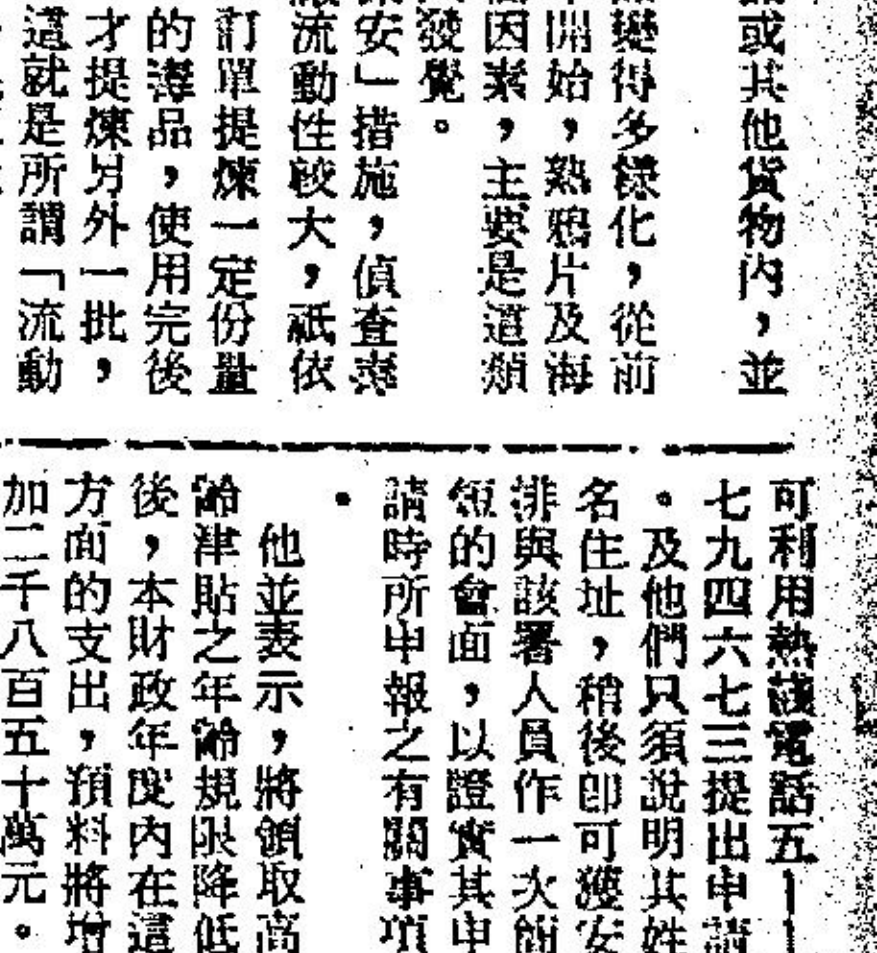 或其他貨物內，並
變得多樣化，從前
開始，熟鴉片及海
因素，主要是這類
發覺。
安」措施，偵查毒
流動性較大，祇依
訂單提煉一定份量
的毒品，使用完後
才提煉另外一批，
這就是所謂「流動
可利用熱線電話五——
七九四六七三提出申請
。及他們只須說明其姓
名住址，稍後即可獲安
排與該署人員作一次簡
短的會面，以證實其申
請時所申報之有關事項
。
他並表示，將領取高
齡津貼之年齡規限降低
後，本財政年度內在這
方面的支出，預料將增
加二千八百五十萬元。